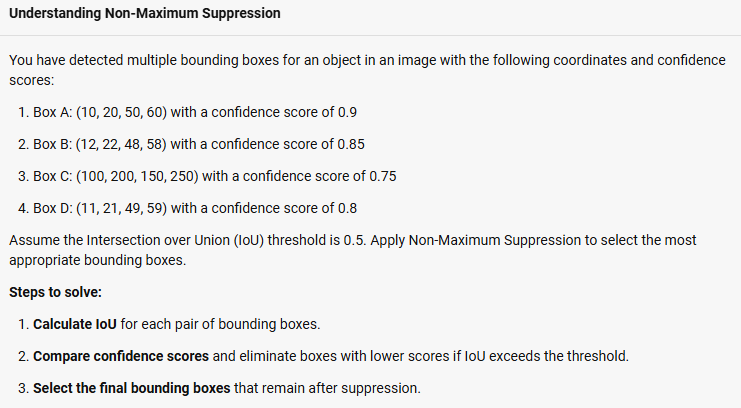 Understanding Non-Maximum Suppression
You have detected multiple bounding boxes for an object in an image with the following coordinates and confidence
scores:
1. Box A: (10, 20, 50, 60) with a confidence score of 0.9
2. Box B: (12, 22, 48, 58) with a confidence score of 0.85
3. Box C: (100, 200, 150, 250) with a confidence score of 0.75
4. Box D: (11, 21, 49, 59) with a confidence score of 0.8
Assume the Intersection over Union (IoU) threshold is 0.5. Apply Non-Maximum Suppression to select the most
appropriate bounding boxes.
Steps to solve:
1. Calculate IoU for each pair of bounding boxes.
2. Compare confidence scores and eliminate boxes with lower scores if IoU exceeds the threshold.
3. Select the final bounding boxes that remain after suppression.